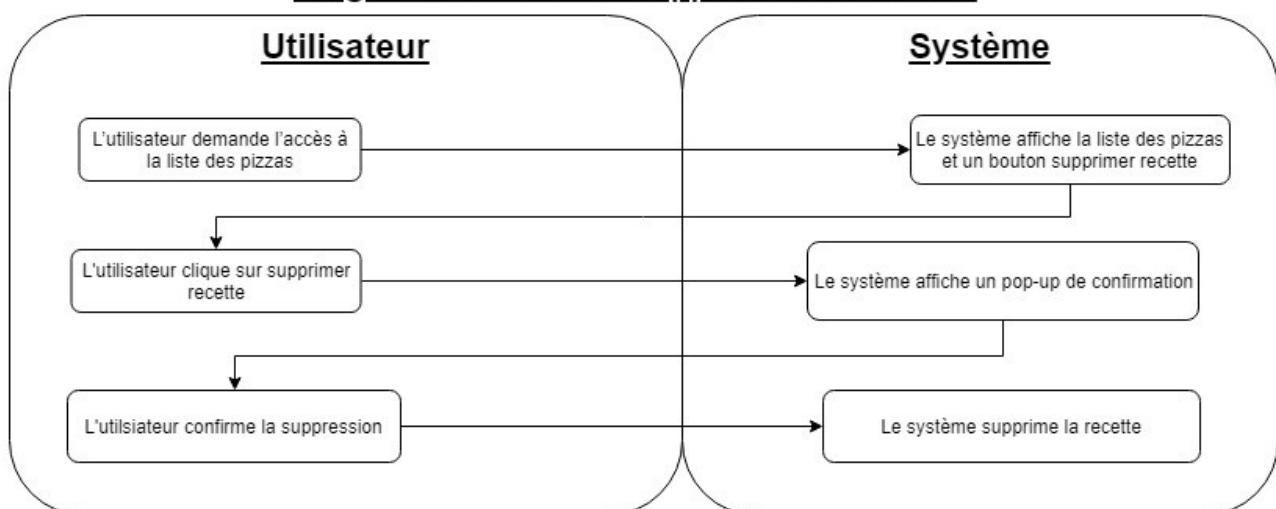 Utilisateur
Système
L'utilisateur demande l'accès à
la liste des pizzas
Le système affiche la liste des pizzas
et un bouton supprimer recette
L'utilisateur clique sur supprimer
recette
Le système affiche un pop-up de confirmation
L'utilsiateur confirme la suppression
Le système supprime la recette